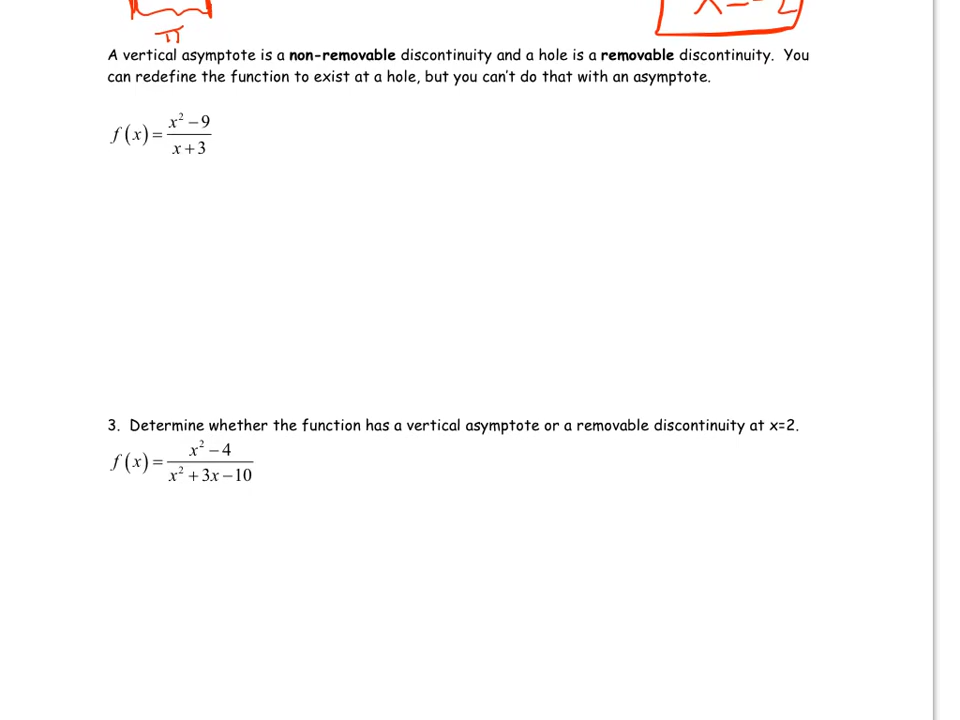 π
x=-2
A vertical asymptote is a non-removable discontinuity and a hole is a removable discontinuity. You
can redefine the function to exist at a hole, but you can't do that with an asymptote.
f(x)=(x²-9)/(x+3)
3. Determine whether the function has a vertical asymptote or a removable discontinuity at x=2.
f(x)=(x²-4)/(x²+3x-10)